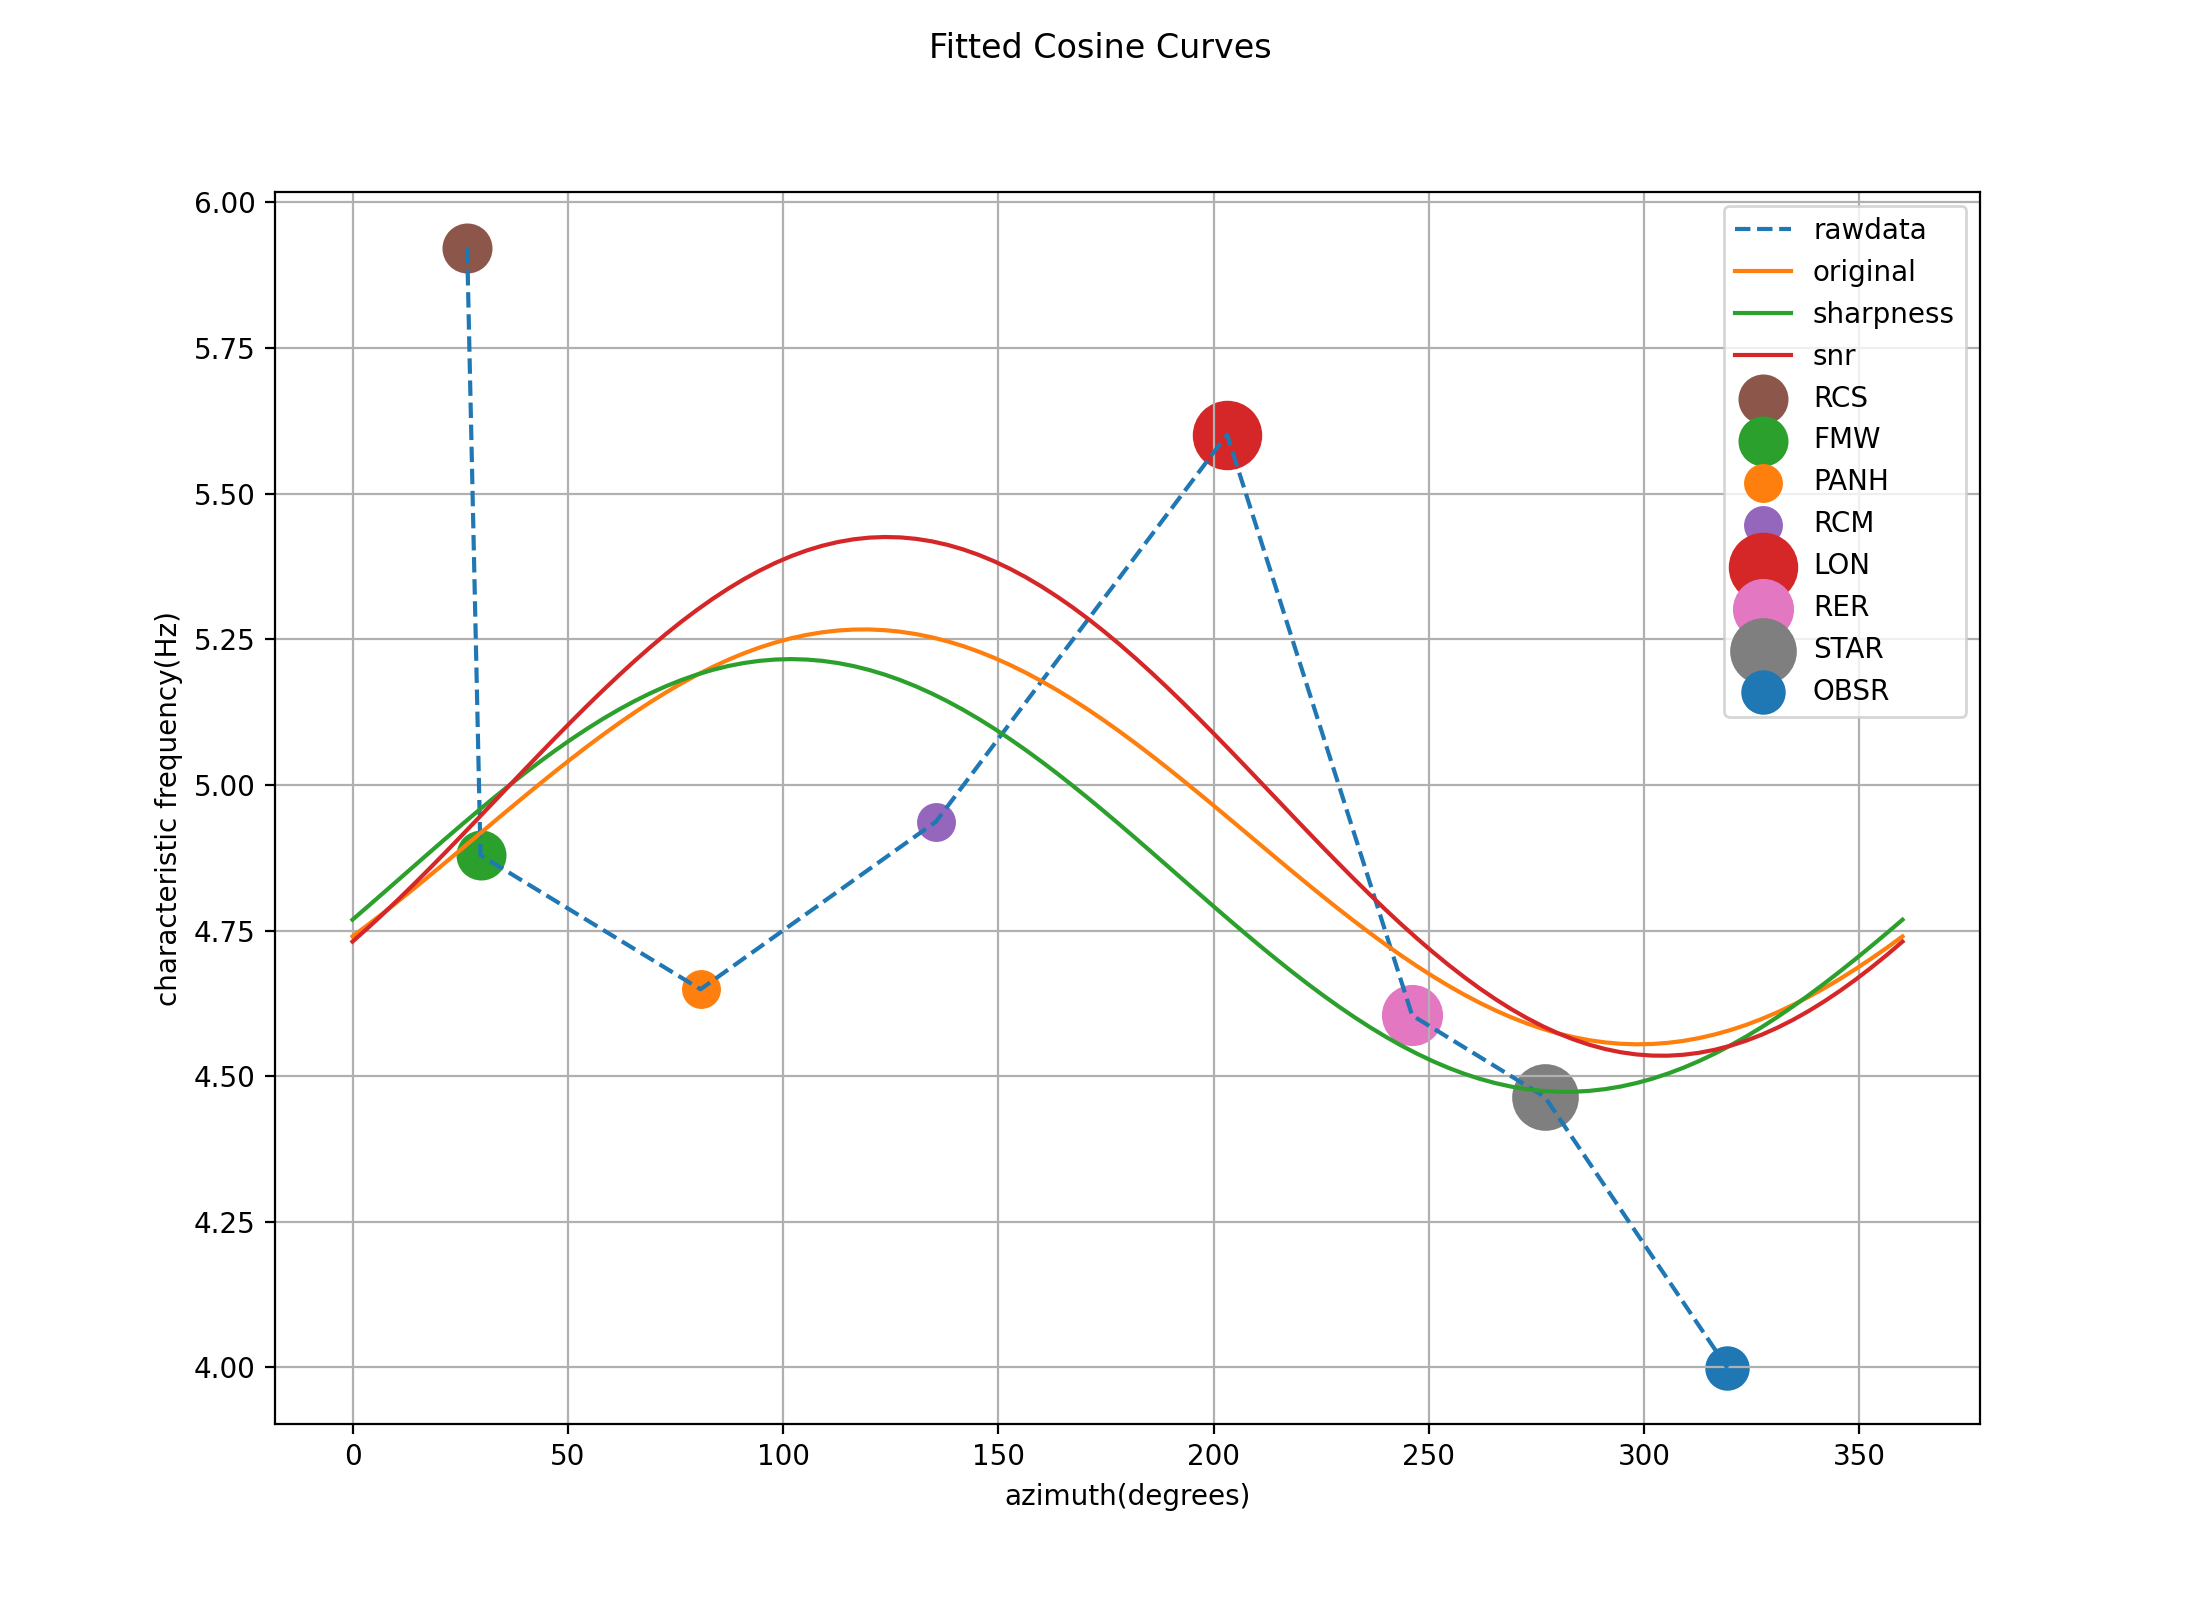 Fitted Cosine Curves
6.00
5.75
5.50
5.25
5.00
4.75
4.50
4.25
4.00
characteristic frequency(Hz)
rawdata
original
sharpness
snr
RCS
FMW
PANH
RCM
LON
RER
STAR
OBSR
0 50 100 150 200 250 300 350
azimuth(degrees)